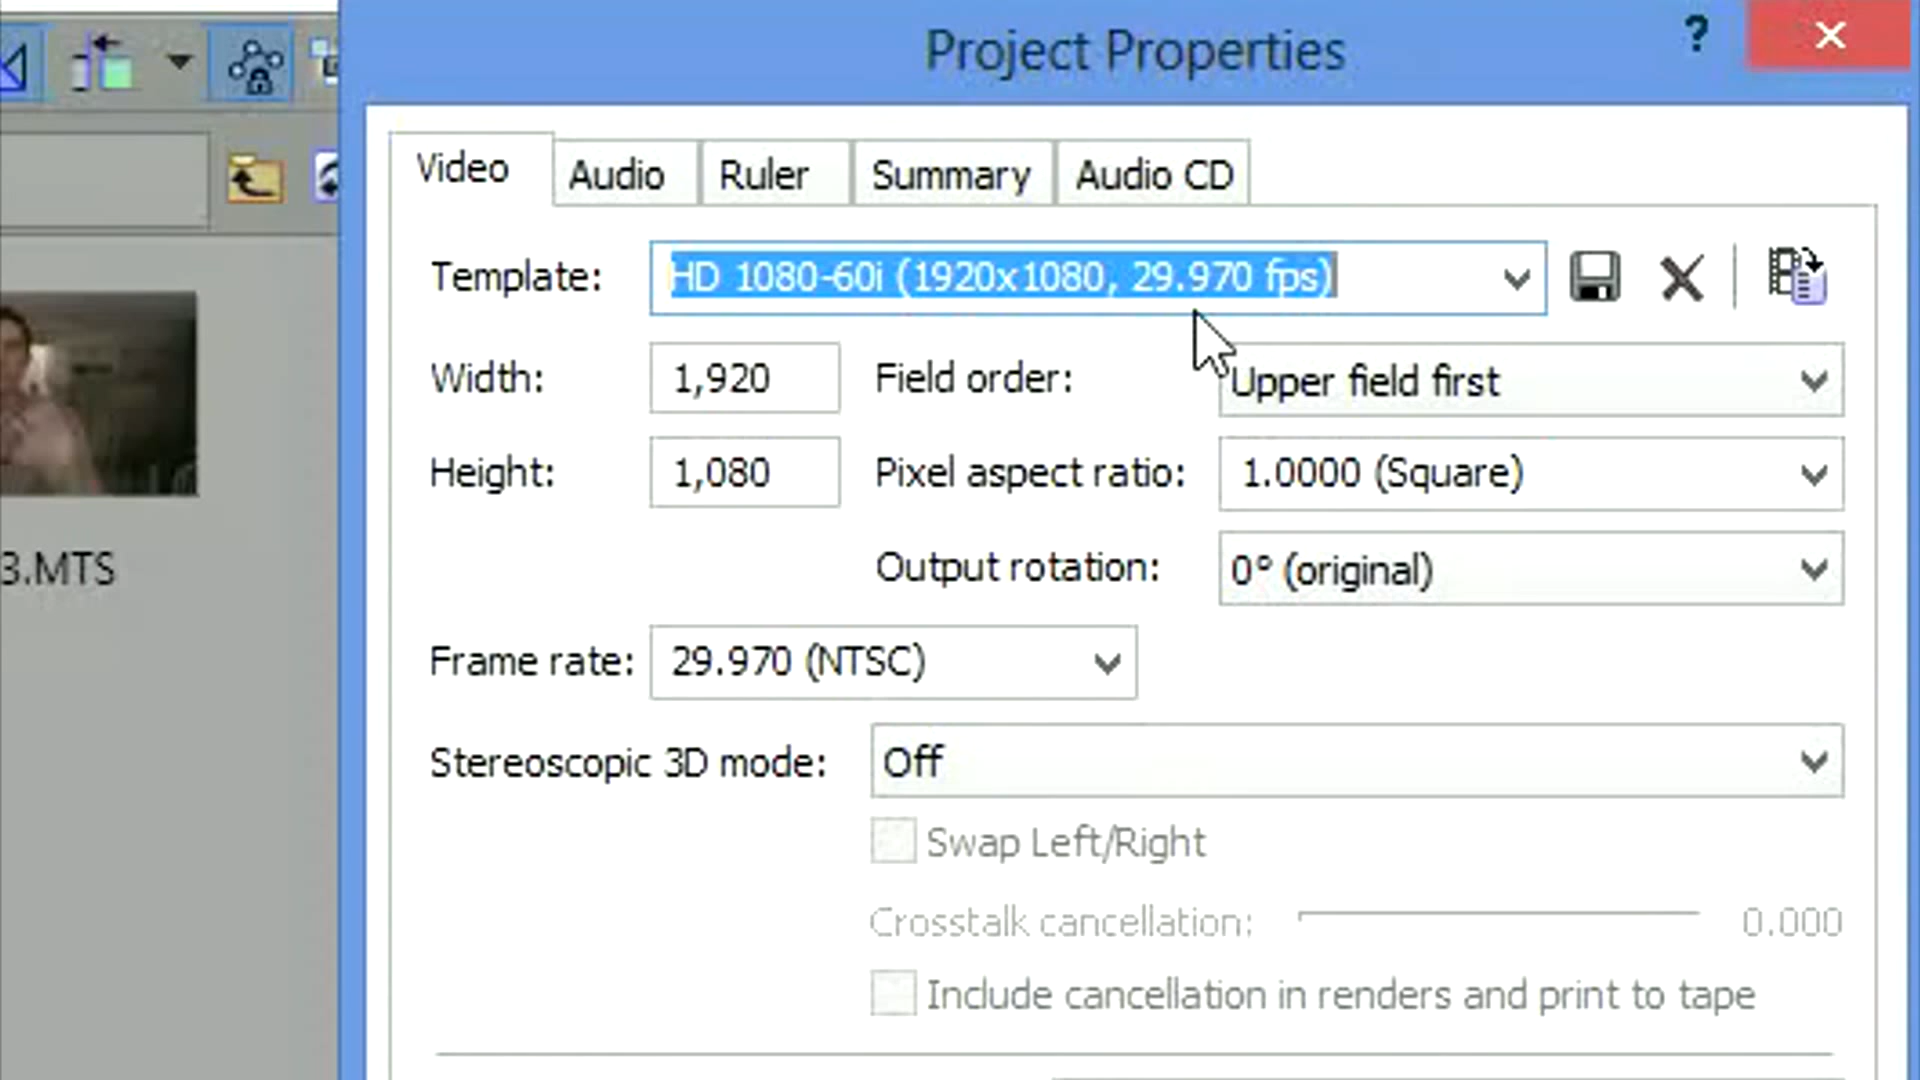 Project Properties
?
Video Audio Ruler Summary Audio CD
Template: HD 1080-60i (1920x1080, 29.970 fps)
Width: 1,920 Field order: Upper field first
Height: 1,080 Pixel aspect ratio: 1.0000 (Square)
3.MTS
Output rotation: 0° (original)
Frame rate: 29.970 (NTSC)
Stereoscopic 3D mode: Off
Swap Left/Right
Crosstalk cancellation: 0.000
Include cancellation in renders and print to tape